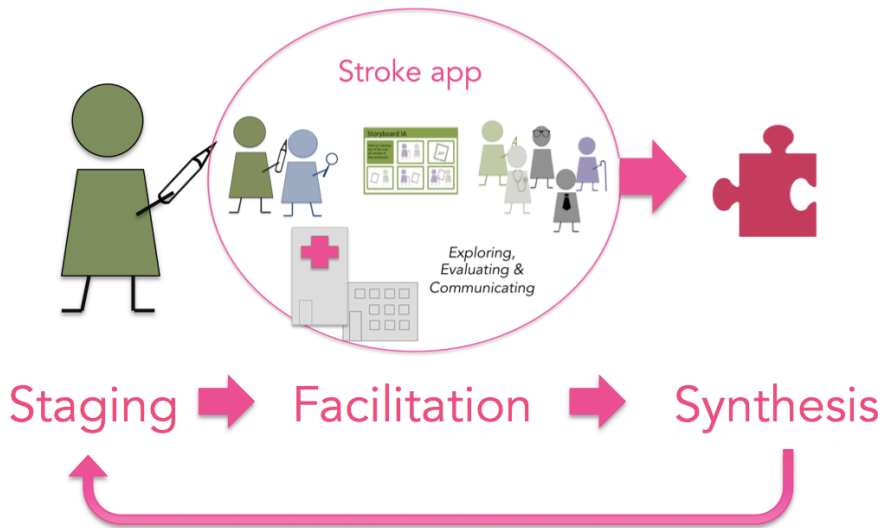 Stroke app
Storyboard IA
Exploring,
Evaluating &
Communicating
Staging
Facilitation
Synthesis